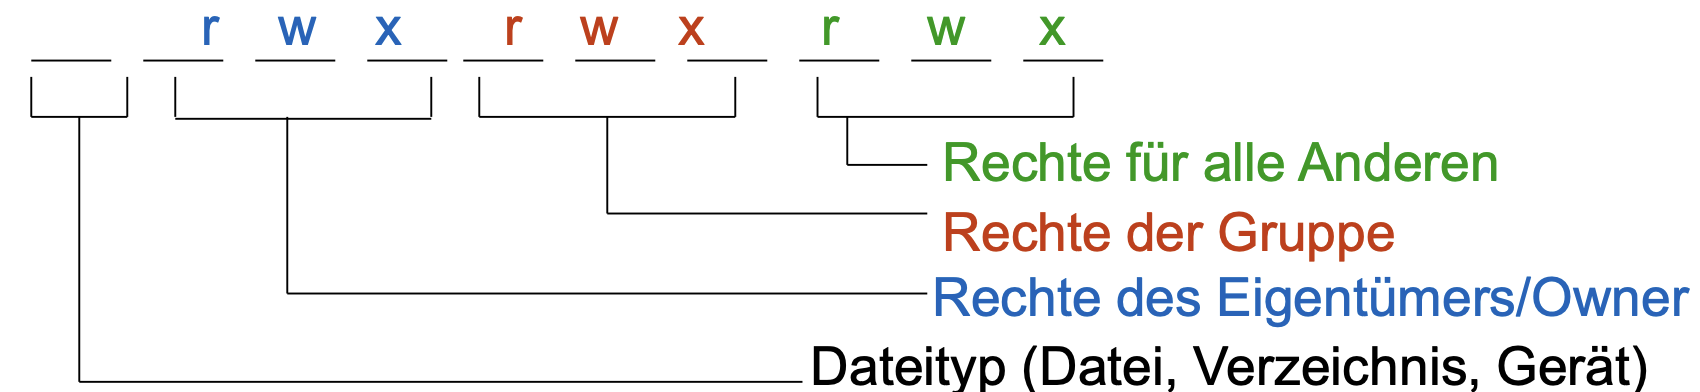 r w x r w x r w x
Rechte für alle Anderen
Rechte der Gruppe
Rechte des Eigentümers/Owner
Dateityp (Datei, Verzeichnis, Gerät)